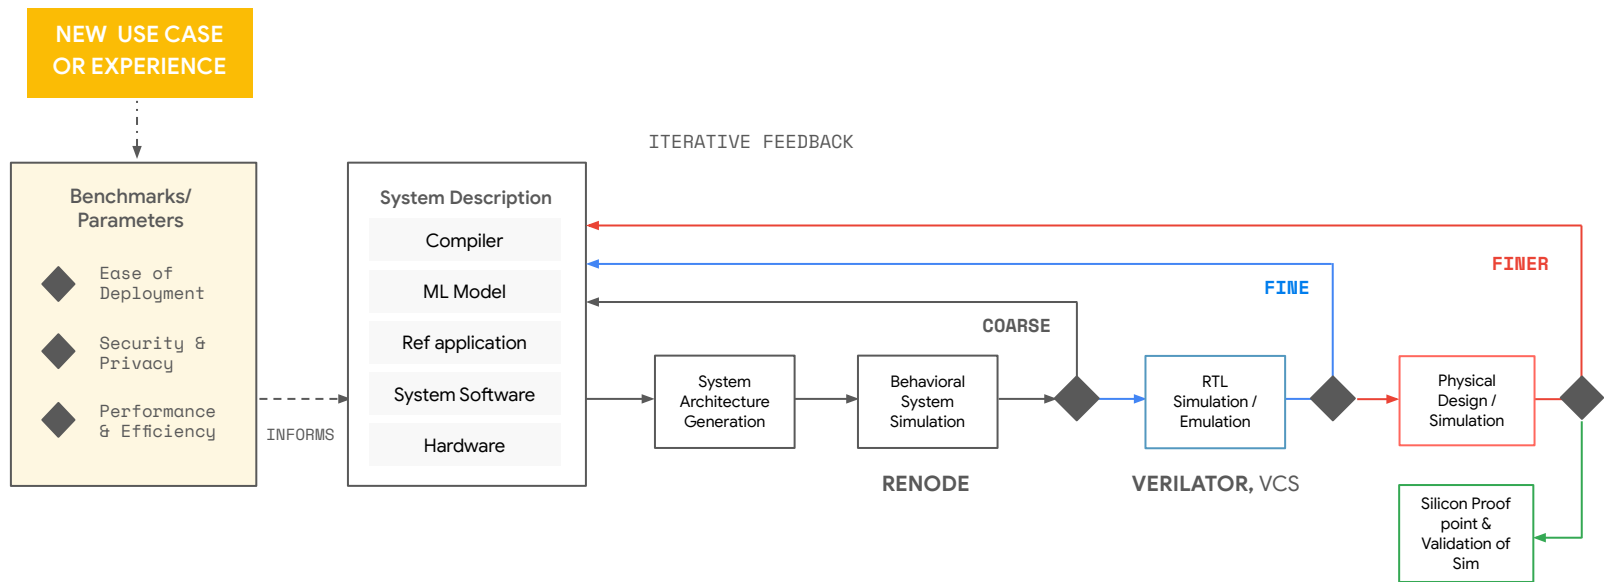 NEW USE CASE
OR EXPERIENCE
Benchmarks/
Parameters
Ease of
Deployment
Security &
Privacy
Performance
& Efficiency
INFORMS
System Description
Compiler
ML Model
Ref application
System Software
Hardware
ITERATIVE FEEDBACK
System
Architecture
Generation
Behavioral
System
Simulation
RENODE
COARSE
RTL
Simulation /
Emulation
VERILATOR, VCS
FINE
Physical
Design /
Simulation
FINER
Silicon Proof
point &
Validation of
Sim